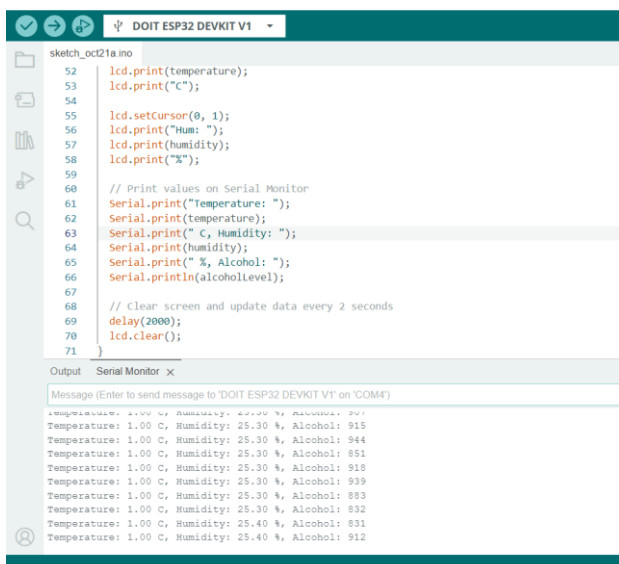 DOIT ESP32 DEVKIT V1
sketch_oct21a.ino
52 lcd.print(temperature);
53 lcd.print("C");
54
55 lcd.setCursor(0, 1);
56 lcd.print("Hum: ");
57 lcd.print(humidity);
58 lcd.print("%");
59
60 // Print values on Serial Monitor
61 Serial.print("Temperature: ");
62 Serial.print(temperature);
63 Serial.print(" C, Humidity: ");
64 Serial.print(humidity);
65 Serial.print(" %, Alcohol: ");
66 Serial.println(alcoholLevel);
67
68 // Clear screen and update data every 2 seconds
69 delay(2000);
70 lcd.clear();
71 }
Output Serial Monitor
Message (Enter to send message to 'DOIT ESP32 DEVKIT V1' on 'COM4')
Temperature: 1.00 C, Humidity: 25.30 %, Alcohol: 907
Temperature: 1.00 C, Humidity: 25.30 %, Alcohol: 915
Temperature: 1.00 C, Humidity: 25.30 %, Alcohol: 944
Temperature: 1.00 C, Humidity: 25.30 %, Alcohol: 851
Temperature: 1.00 C, Humidity: 25.30 %, Alcohol: 918
Temperature: 1.00 C, Humidity: 25.30 %, Alcohol: 939
Temperature: 1.00 C, Humidity: 25.30 %, Alcohol: 883
Temperature: 1.00 C, Humidity: 25.30 %, Alcohol: 832
Temperature: 1.00 C, Humidity: 25.40 %, Alcohol: 831
Temperature: 1.00 C, Humidity: 25.40 %, Alcohol: 912